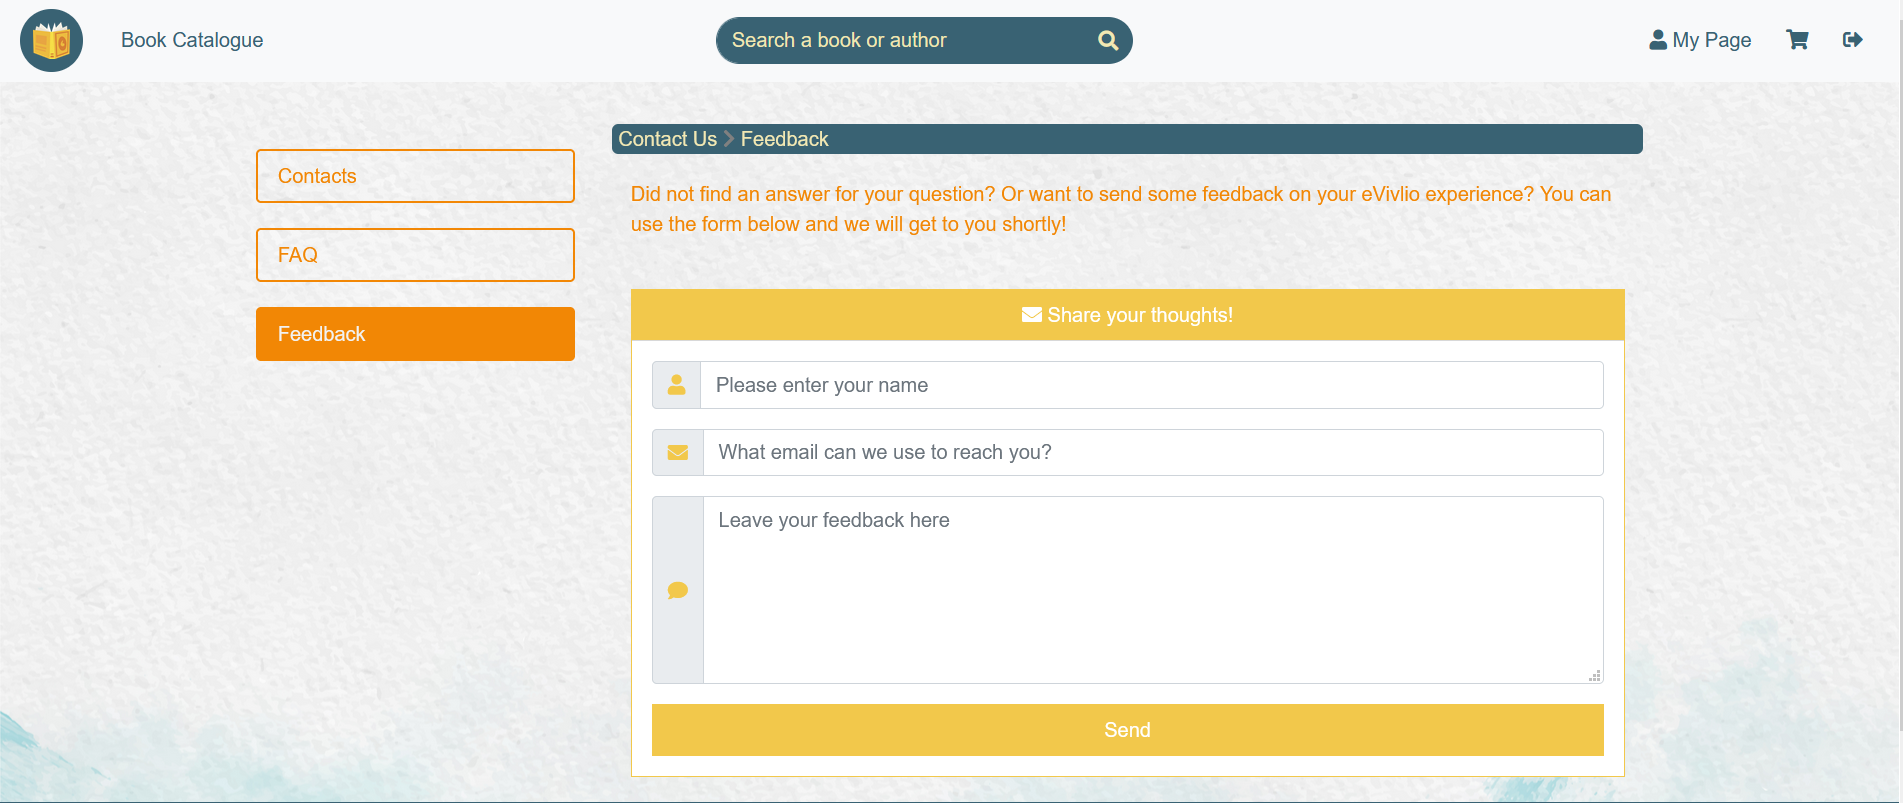 Book Catalogue
Search a book or author
My Page
Contacts
FAQ
Feedback
Contact Us > Feedback
Did not find an answer for your question? Or want to send some feedback on your eVivlio experience? You can
use the form below and we will get to you shortly!
Share your thoughts!
Please enter your name
What email can we use to reach you?
Leave your feedback here
Send